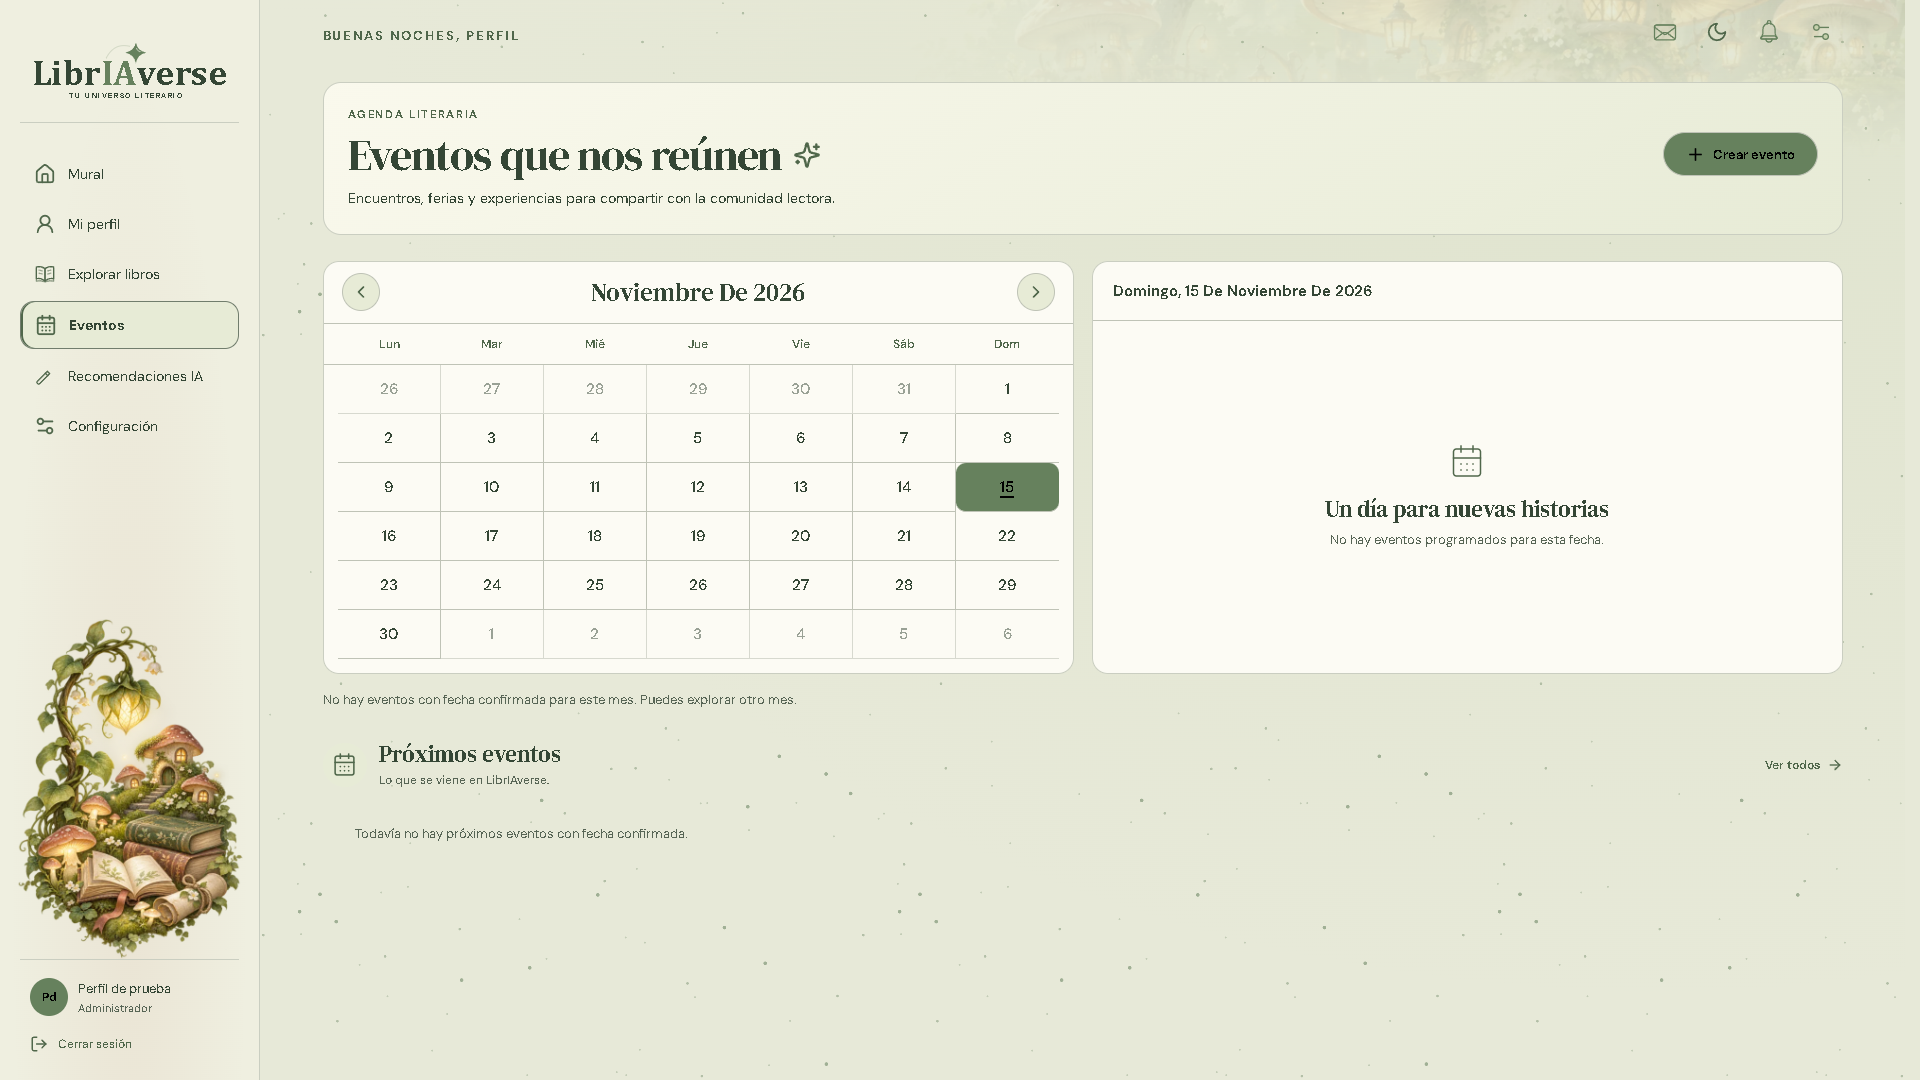 LibrIAverse
TU UNIVERSO LITERARIO
Mural
Mi perfil
Explorar libros
Eventos
Recomendaciones IA
Configuración
Perfil de prueba
Pd
Administrador
Cerrar sesión
BUENAS NOCHES, PERFIL
AGENDA LITERARIA
Eventos que nos reúnen
Encuentros, ferias y experiencias para compartir con la comunidad lectora.
Crear evento
Noviembre De 2026
Lun Mar Mié Jue Vie Sáb Dom
26 27 28 29 30 31 1
2 3 4 5 6 7 8
9 10 11 12 13 14 15
16 17 18 19 20 21 22
23 24 25 26 27 28 29
30 1 2 3 4 5 6
Domingo, 15 De Noviembre De 2026
Un día para nuevas historias
No hay eventos programados para esta fecha.
No hay eventos con fecha confirmada para este mes. Puedes explorar otro mes.
Próximos eventos
Lo que se viene en LibrIAverse.
Ver todos
Todavía no hay próximos eventos con fecha confirmada.